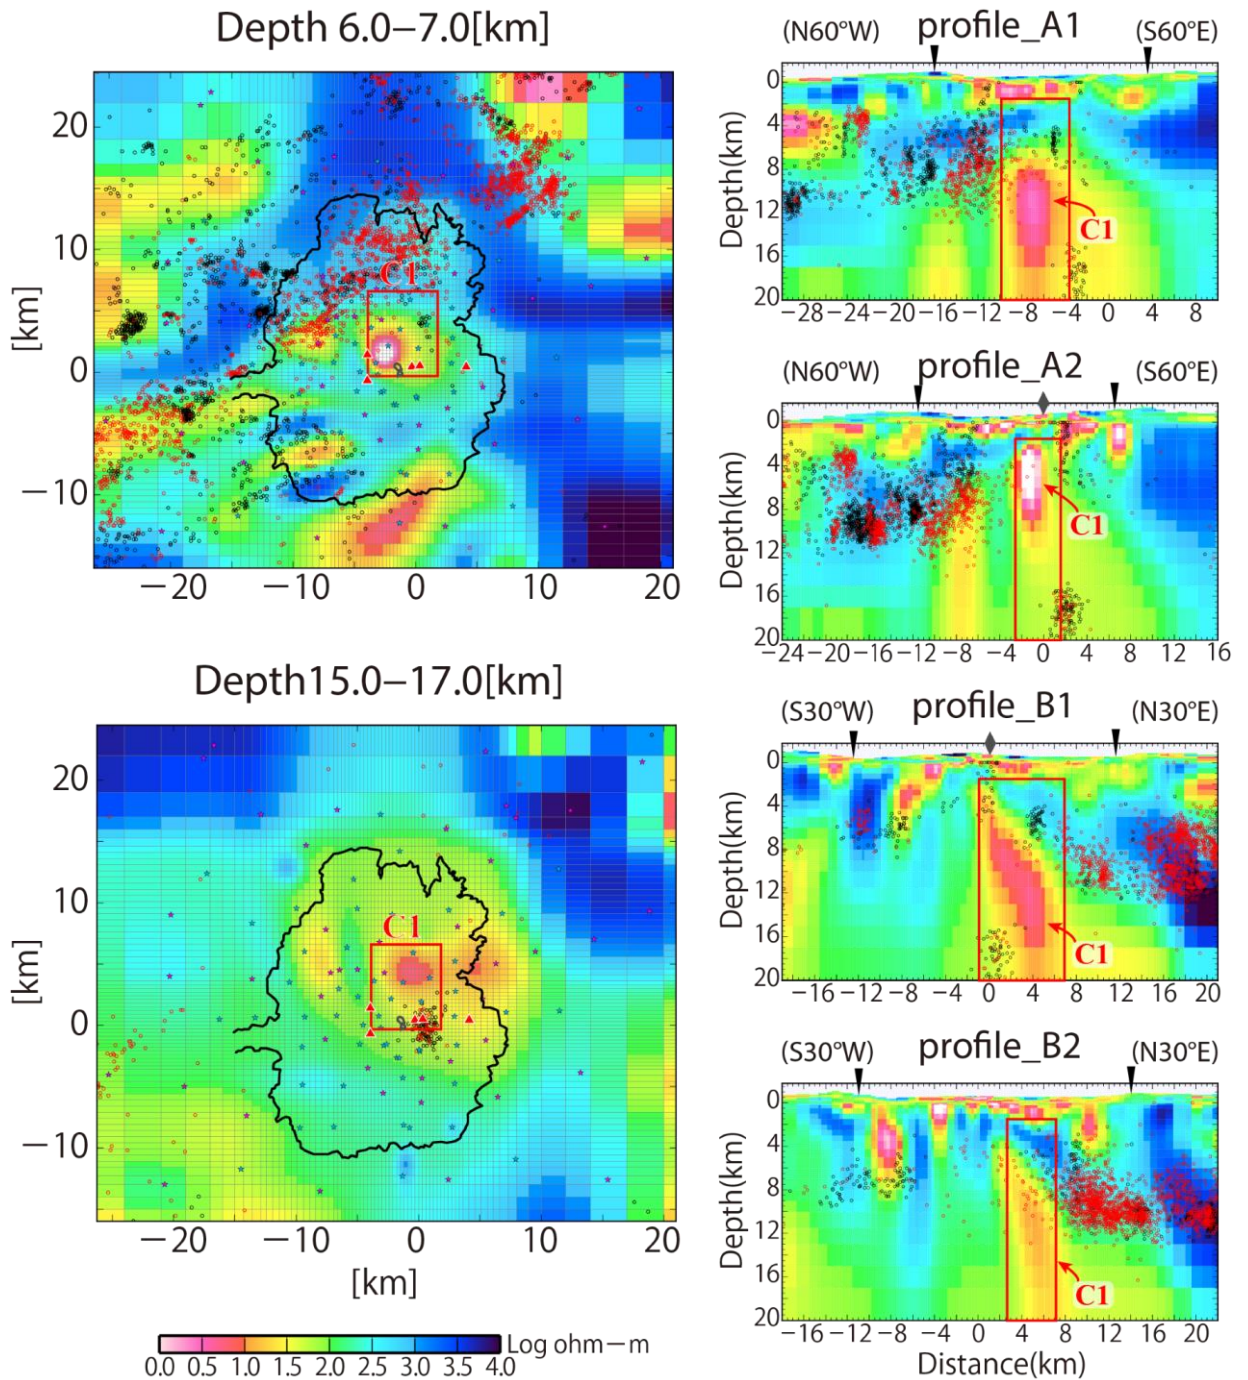 Depth 6.0−7.0[km]
20
10
0
−10
[km]
−20
−10
0
10
20
C1
Depth15.0−17.0[km]
20
10
0
−10
[km]
−20
−10
0
10
20
[km]
C1
0.0 0.5 1.0 1.5 2.0 2.5 3.0 3.5 4.0
Log ohm−m
(N60°W) profile_A1 (S60°E)
0
4
8
12
16
20
Depth(km)
C1
−28 −24 −20 −16 −12 −8 −4 0 4 8
(N60°W) profile_A2 (S60°E)
0
4
8
12
16
20
Depth(km)
C1
−24 −20 −16 −12 −8 −4 0 4 8 12 16
(S30°W) profile_B1 (N30°E)
0
4
8
12
16
20
Depth(km)
C1
−16 −12 −8 −4 0 4 8 12 16 20
(S30°W) profile_B2 (N30°E)
0
4
8
12
16
20
Depth(km)
C1
−16 −12 −8 −4 0 4 8 12 16 20
Distance(km)